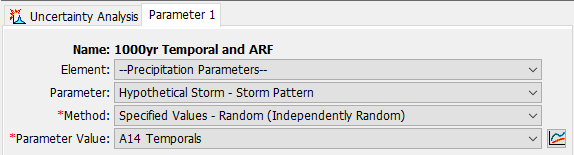 Uncertainty Analysis Parameter 1
Name: 1000yr Temporal and ARF
Element: --Precipitation Parameters--
Parameter: Hypothetical Storm - Storm Pattern
*Method: Specified Values - Random (Independently Random)
*Parameter Value: A14 Temporals